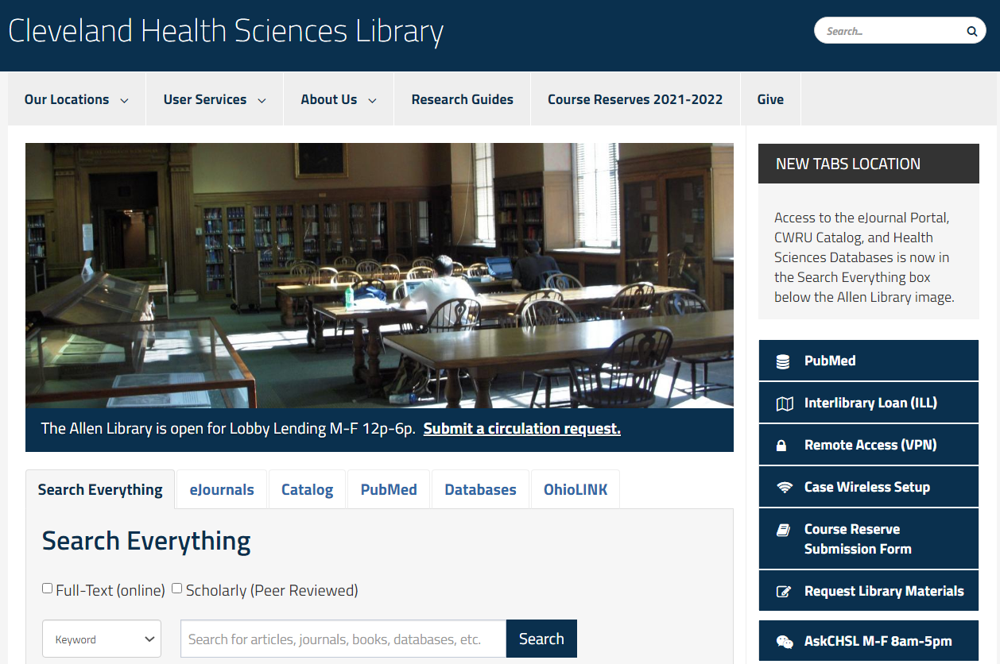 Cleveland Health Sciences Library
Search...
Our Locations
User Services
About Us
Research Guides
Course Reserves 2021-2022
Give
The Allen Library is open for Lobby Lending M-F 12p-6p. Submit a circulation request.
Search Everything
eJournals
Catalog
PubMed
Databases
OhioLINK
Search Everything
Full-Text (online)
Scholarly (Peer Reviewed)
Keyword
Search for articles, journals, books, databases, etc.
Search
NEW TABS LOCATION
Access to the eJournal Portal,
CWRU Catalog, and Health
Sciences Databases is now in
the Search Everything box
below the Allen Library image.
PubMed
Interlibrary Loan (ILL)
Remote Access (VPN)
Case Wireless Setup
Course Reserve
Submission Form
Request Library Materials
AskCHSL M-F 8am-5pm